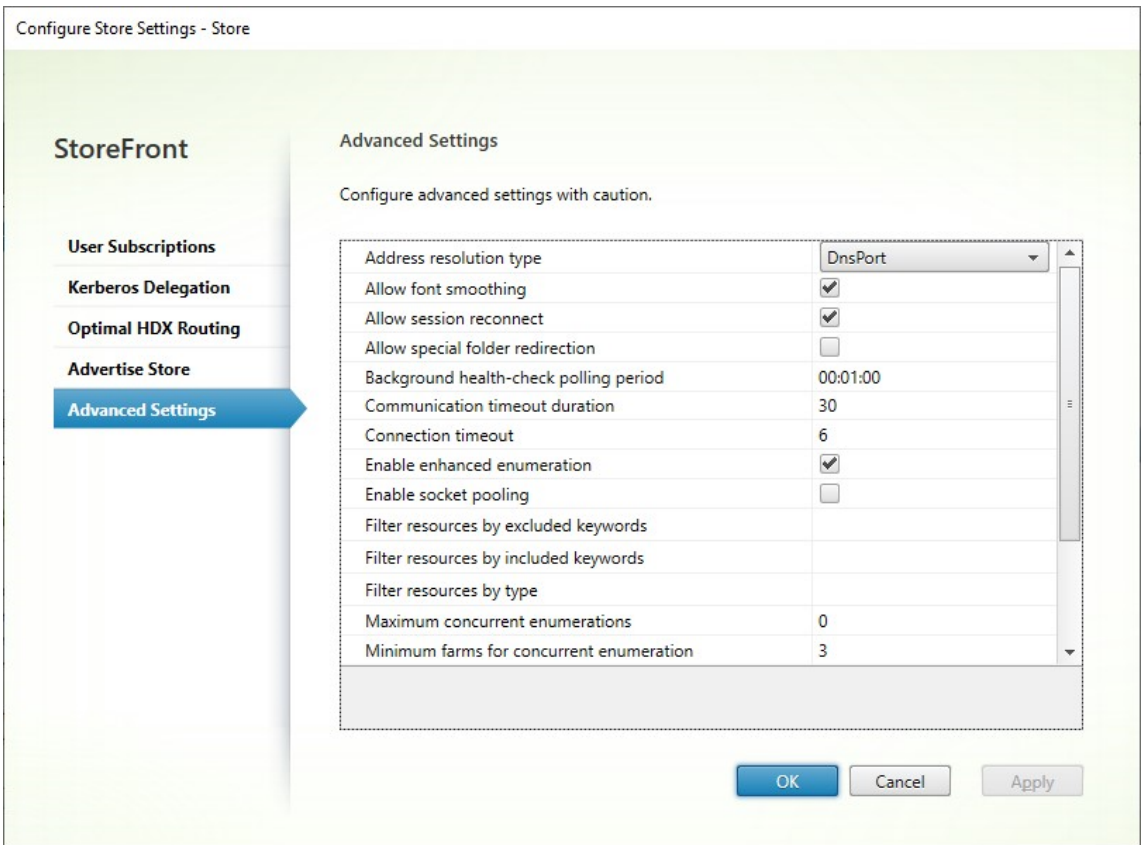 Configure Store Settings - Store
StoreFront
User Subscriptions
Kerberos Delegation
Optimal HDX Routing
Advertise Store
Advanced Settings
Advanced Settings
Configure advanced settings with caution.
Address resolution type DnsPort
Allow font smoothing
Allow session reconnect
Allow special folder redirection
Background health-check polling period 00:01:00
Communication timeout duration 30
Connection timeout 6
Enable enhanced enumeration
Enable socket pooling
Filter resources by excluded keywords
Filter resources by included keywords
Filter resources by type
Maximum concurrent enumerations 0
Minimum farms for concurrent enumeration 3
OK Cancel Apply